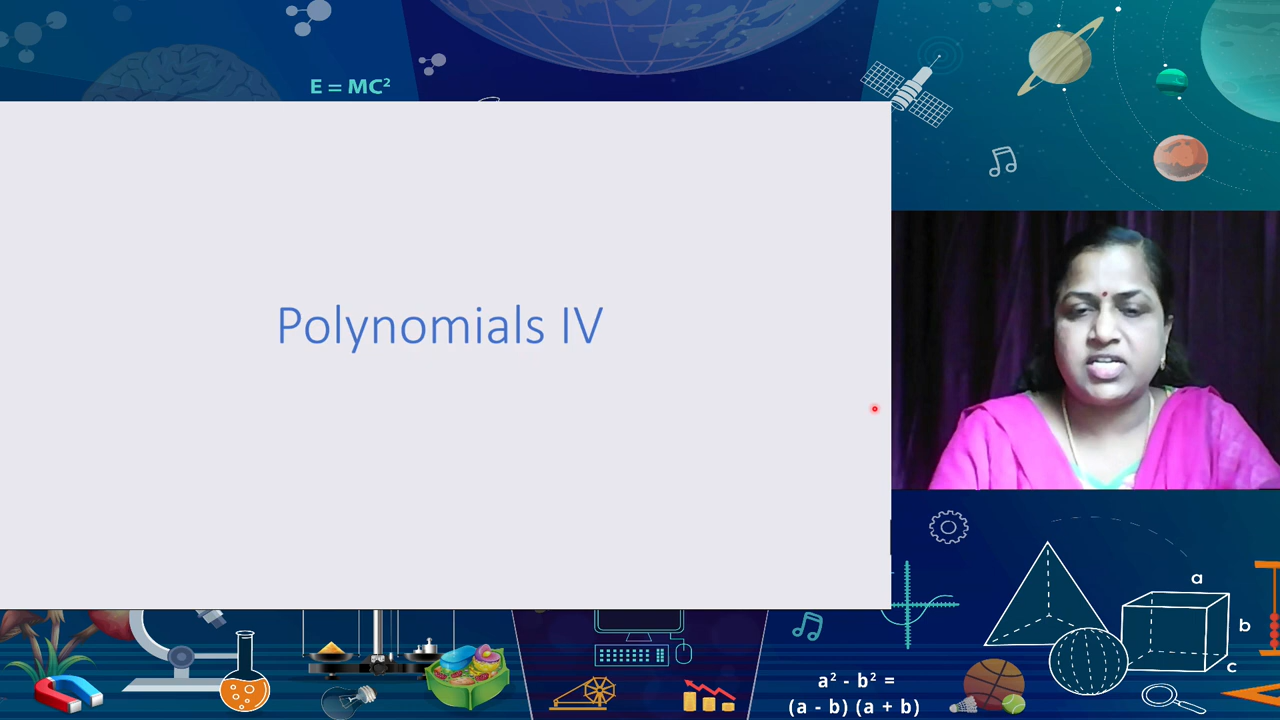 E = MC²
Polynomials IV
a
b
c
a² - b² =
(a - b) (a + b)